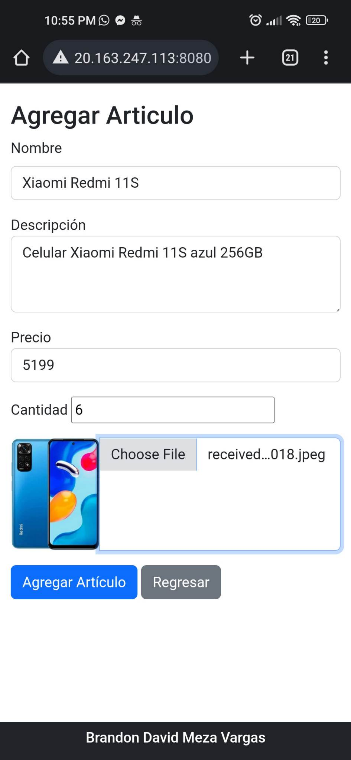 10:55 PM
20
20.163.247.113:8080
21
Agregar Articulo
Nombre
Xiaomi Redmi 11S
Descripción
Celular Xiaomi Redmi 11S azul 256GB
Precio
5199
Cantidad 6
Choose File received...018.jpeg
Agregar Artículo Regresar
Brandon David Meza Vargas